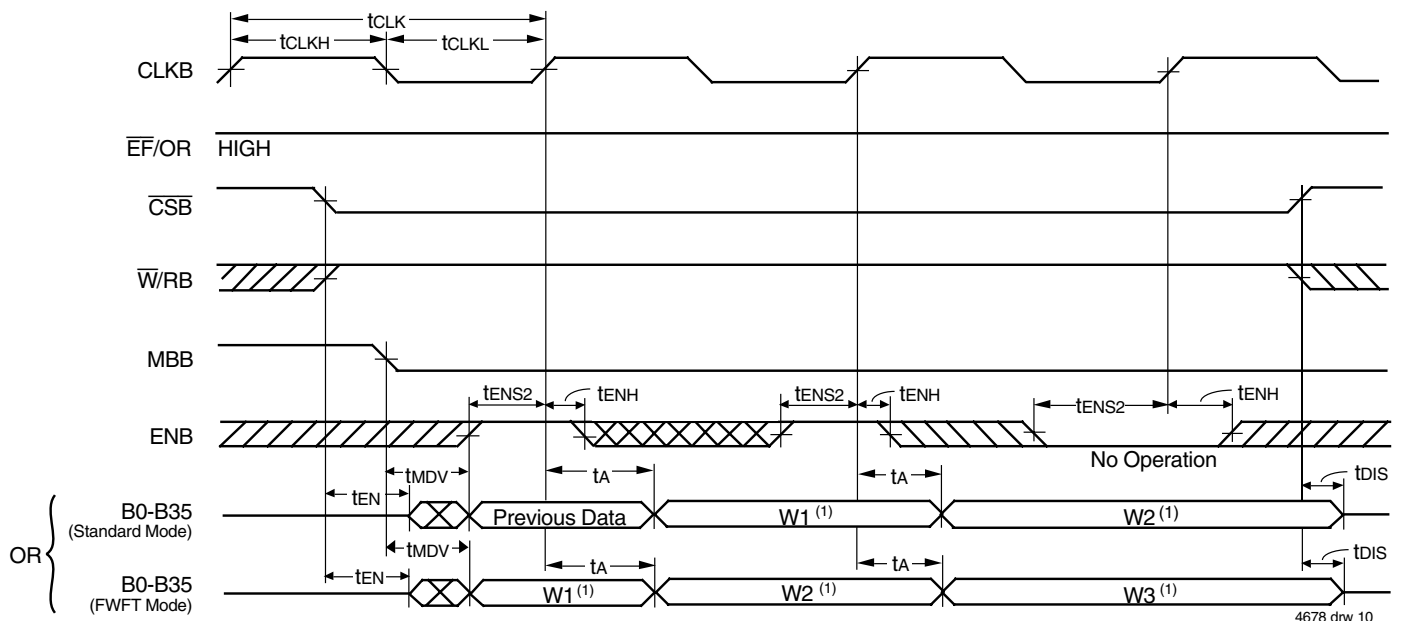 tCLK
tCLKH tCLKL
CLKB
EF/OR HIGH
CSB
W/RB
MBB
tENS2 tENH tENS2 tENH tENS2 tENH
ENB
No Operation
tMDV tA tA
tEN tDIS
B0-B35 Previous Data W1 (1) W2 (1)
(Standard Mode)
OR
tMDV tA tA tDIS
tEN
B0-B35 W1 (1) W2 (1) W3 (1)
(FWFT Mode)
4678 drw 10